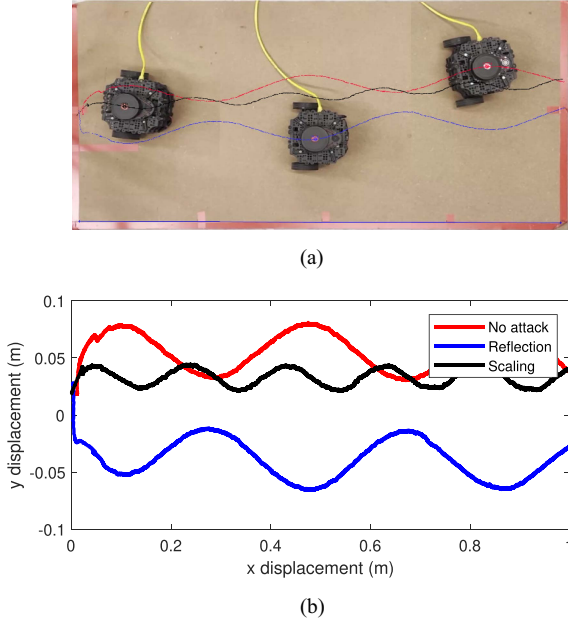 (a)
0.1
No attack
Reflection
Scaling
0.05
0
-0.05
-0.1
0
0.2
0.4
0.6
0.8
1
y displacement (m)
x displacement (m)
(b)